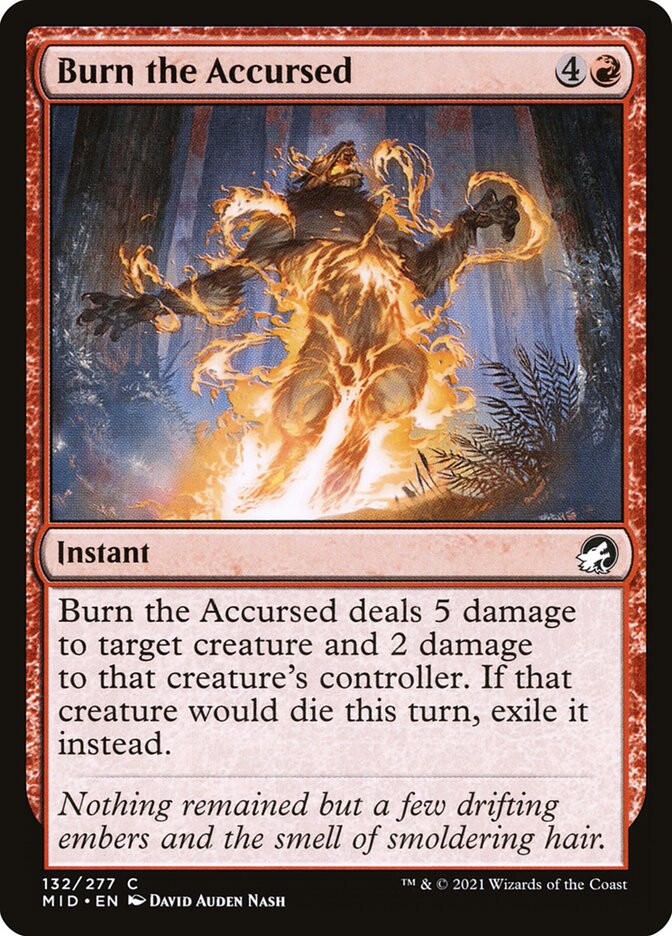 Burn the Accursed 4
Instant
Burn the Accursed deals 5 damage
to target creature and 2 damage
to that creature's controller. If that
creature would die this turn, exile it
instead.
Nothing remained but a few drifting
embers and the smell of smoldering hair.
132/277 C
MID • EN David Auden Nash
™ & © 2021 Wizards of the Coast